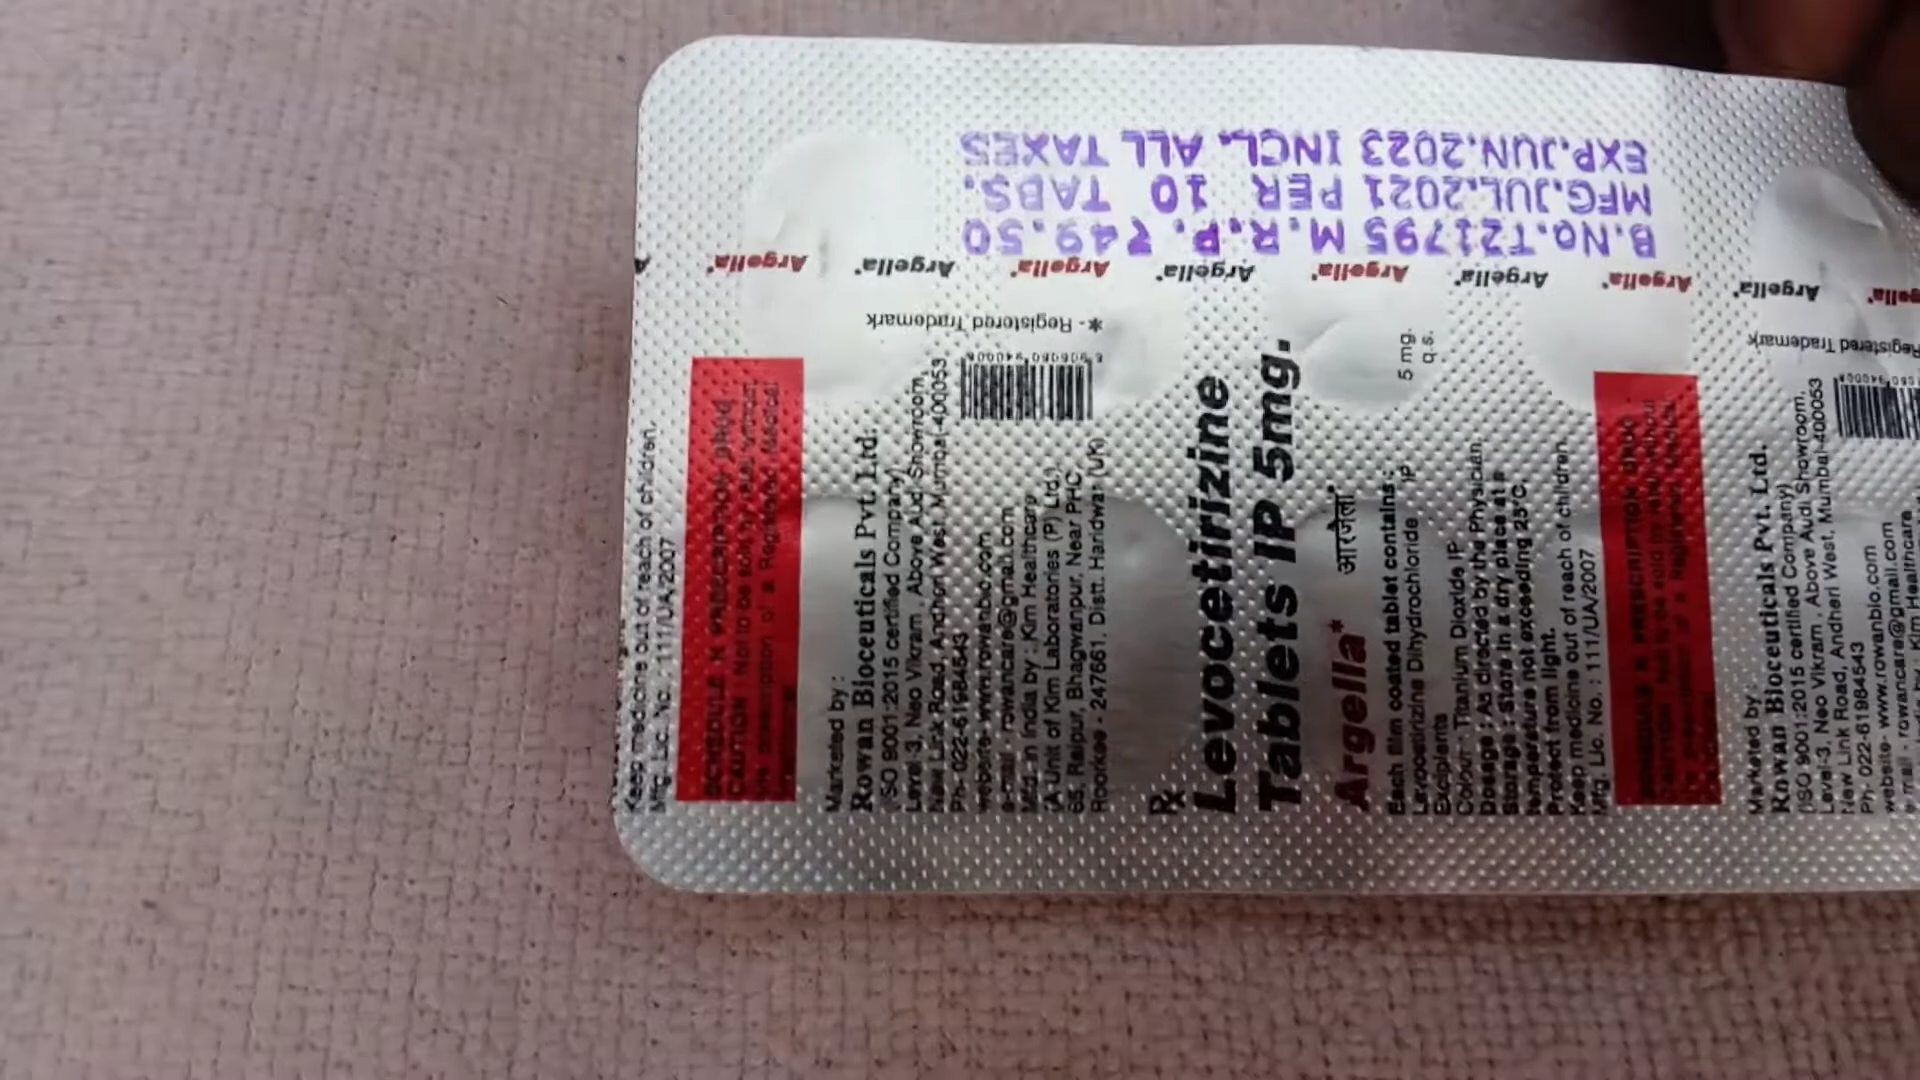 B.No.T21795 M.R.P. ₹49.50
MFG.JUL.2021 PER 10 TABS.
EXP.JUN.2023 INCL. ALL TAXES
Argella* Argella* Argella* Argella* Argella* Argella* Argella* Argella* Argella*
* - Registered Trademark
Registered Trademark
Keep medicine out of reach of children.
Mfg. Lic. No. : 111/UA/2007
SCHEDULE H PRESCRIPTION DRUG
CAUTION Not to be sold by retail without
the prescription of a Registered Medical
Marketed by :
Rowan Bioceuticals Pvt. Ltd.
(ISO 9001:2015 certified Company)
Level-3, Neo Vikram, Above Audi Showroom,
New Link Road, Andheri West, Mumbai-400053
Ph- 022-61984543
website- www.rowanbio.com
e-mail - rowancare@gmail.com
Mfd. in India by : Kim Healthcare
(A Unit of Kim Laboratories (P) Ltd.)
Raipur, Bhagwanpur, Near PHC
Roorkee - 247661, Distt. Haridwar (UK)
Rx
Levocetirizine
Tablets IP 5mg.
Argella* आरजैला*
Each film coated tablet contains :
Levocetirizine Dihydrochloride IP 5 mg.
Excipients q.s.
Colour : Titanium Dioxide IP
Dosage : As directed by the Physician
Storage : Store in a dry place at a
temperature not exceeding 25°C.
Protect from light.
Keep medicine out of reach of children
Mfg. Lic. No. : 111/UA/2007
SCHEDULE H PRESCRIPTION DRUG
Marketed by
Rowan Bioceuticals Pvt. Ltd.
(ISO 9001:2015 certified Company)
Level-3, Neo Vikram, Above Audi Showroom,
New Link Road, Andheri West, Mumbai-400053
Ph- 022-61984543
website- www.rowanbio.com
e-mail - rowancare@gmail.com
by : Kim Healthcare